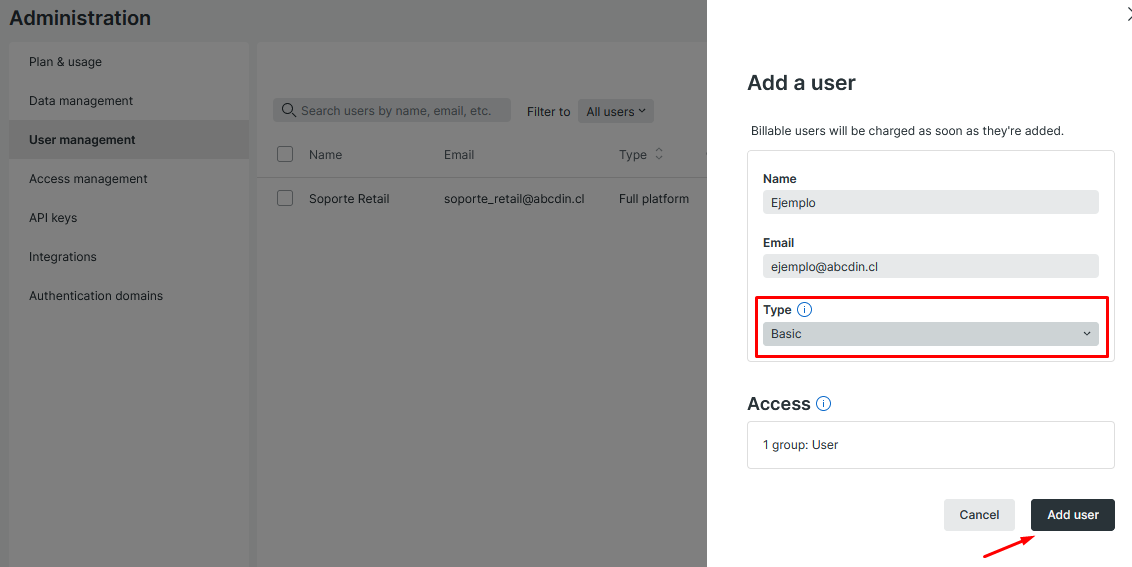 Administration
Plan & usage
Data management
User management
Access management
API keys
Integrations
Authentication domains
Search users by name, email, etc.
Filter to
All users
Name
Email
Type
Soporte Retail
soporte_retail@abcdin.cl
Full platform
Add a user
Billable users will be charged as soon as they're added.
Name
Ejemplo
Email
ejemplo@abcdin.cl
Type
Basic
Access
1 group: User
Cancel
Add user